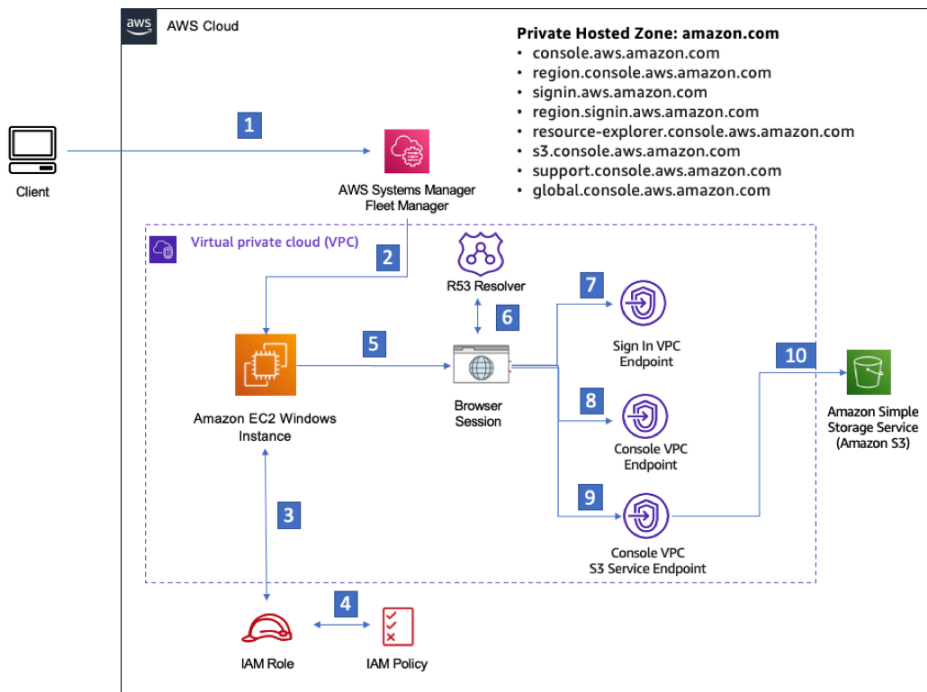 aws
AWS Cloud
Private Hosted Zone: amazon.com
• console.aws.amazon.com
• region.console.aws.amazon.com
• signin.aws.amazon.com
• region.signin.aws.amazon.com
• resource-explorer.console.aws.amazon.com
• s3.console.aws.amazon.com
• support.console.aws.amazon.com
• global.console.aws.amazon.com
1
Client
AWS Systems Manager
Fleet Manager
Virtual private cloud (VPC)
2
R53 Resolver
6
7
Sign In VPC
Endpoint
5
10
Amazon EC2 Windows
Instance
Browser
Session
8
Console VPC
Endpoint
Amazon Simple
Storage Service
(Amazon S3)
3
9
Console VPC
S3 Service Endpoint
4
IAM Role
IAM Policy